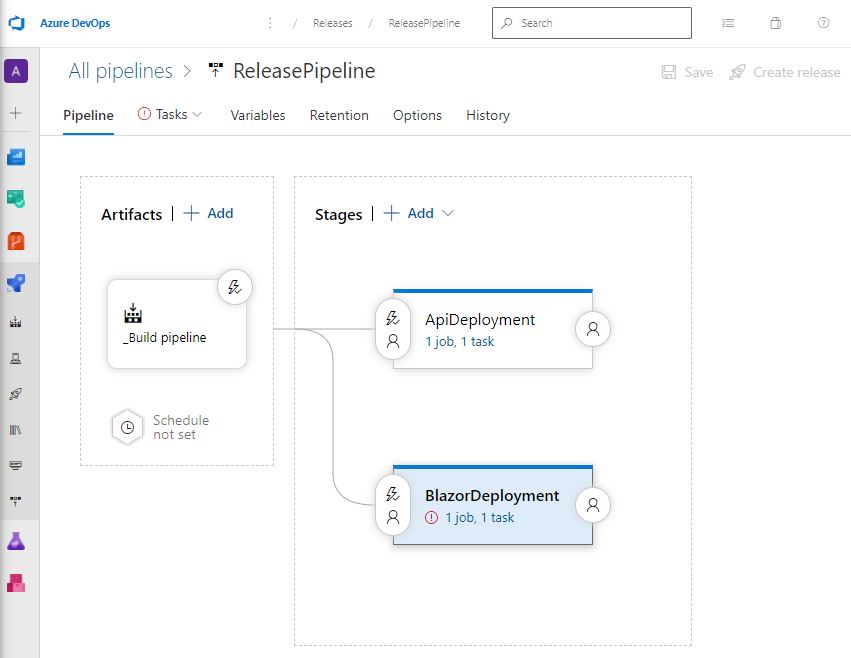 Azure DevOps
/ Releases / ReleasePipeline
Search
A
All pipelines > ReleasePipeline
Save
Create release
Pipeline
Tasks
Variables
Retention
Options
History
Artifacts | + Add
Stages | + Add
_Build pipeline
Schedule
not set
ApiDeployment
1 job, 1 task
BlazorDeployment
1 job, 1 task